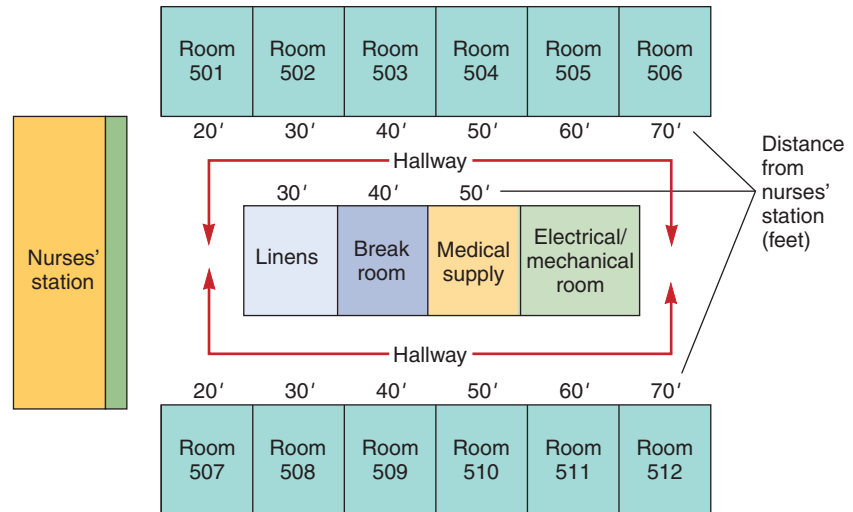 Room
501
Room
502
Room
503
Room
504
Room
505
Room
506
20′
30′
40′
50′
60′
70′
Hallway
Distance
from
nurses’
station
(feet)
30′
40′
50′
Nurses’
station
Linens
Break
room
Medical
supply
Electrical/
mechanical
room
Hallway
20′
30′
40′
50′
60′
70′
Room
507
Room
508
Room
509
Room
510
Room
511
Room
512